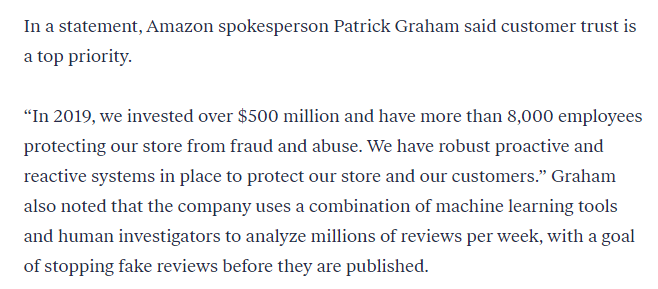 In a statement, Amazon spokesperson Patrick Graham said customer trust is
a top priority.
“In 2019, we invested over $500 million and have more than 8,000 employees
protecting our store from fraud and abuse. We have robust proactive and
reactive systems in place to protect our store and our customers.” Graham
also noted that the company uses a combination of machine learning tools
and human investigators to analyze millions of reviews per week, with a goal
of stopping fake reviews before they are published.